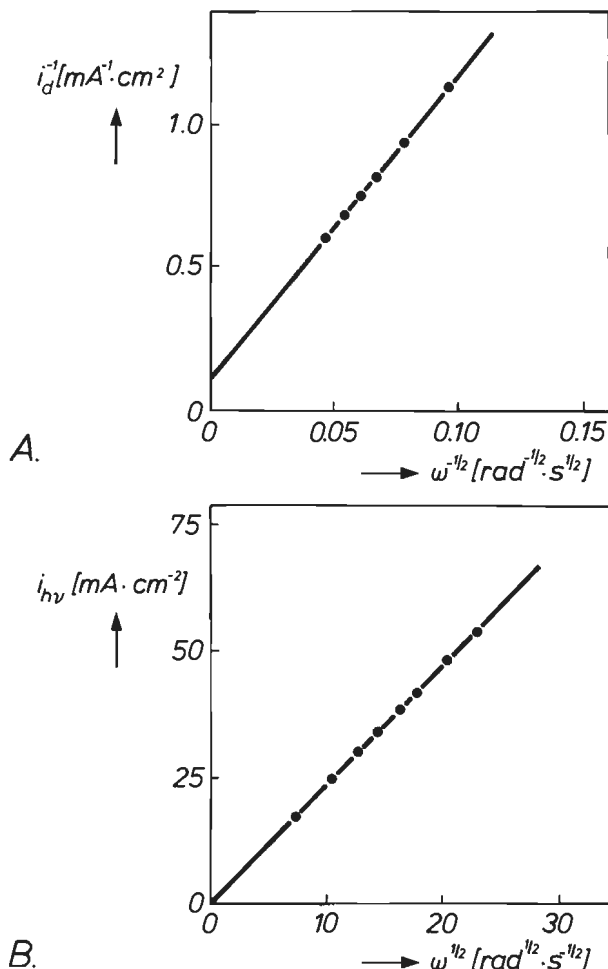 i_d^{-1} [mA^{-1}·cm^2]
1.0
0.5
0
0 0.05 0.10 0.15
A.
ω^{-1/2} [rad^{-1/2}·s^{1/2}]
75
i_{hν} [mA·cm^{-2}]
50
25
0
0 10 20 30
B.
ω^{1/2} [rad^{1/2}·s^{-1/2}]